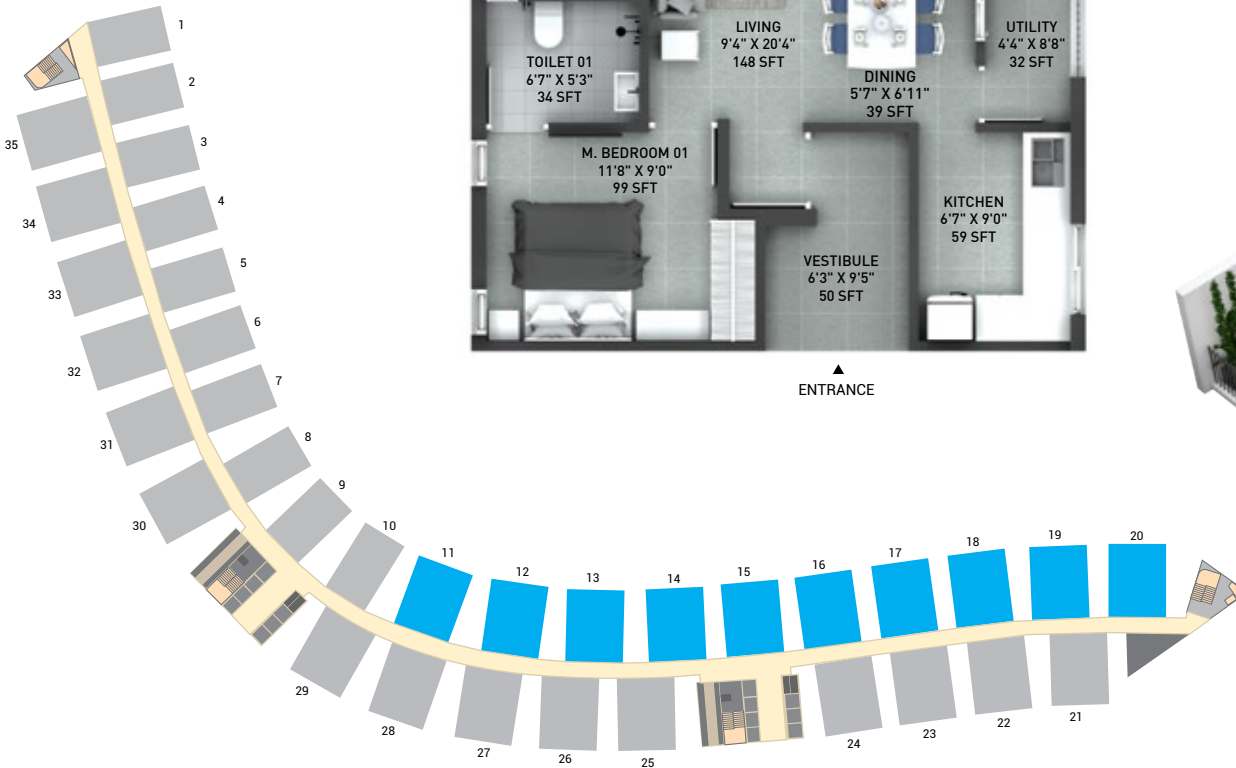 TOILET 01
6'7" X 5'3"
34 SFT
LIVING
9'4" X 20'4"
148 SFT
DINING
5'7" X 6'11"
39 SFT
UTILITY
4'4" X 8'8"
32 SFT
M. BEDROOM 01
11'8" X 9'0"
99 SFT
KITCHEN
6'7" X 9'0"
59 SFT
VESTIBULE
6'3" X 9'5"
50 SFT
ENTRANCE
1
2
3
4
5
6
7
8
9
10
11
12
13
14
15
16
17
18
19
20
21
22
23
24
25
26
27
28
29
30
31
32
33
34
35